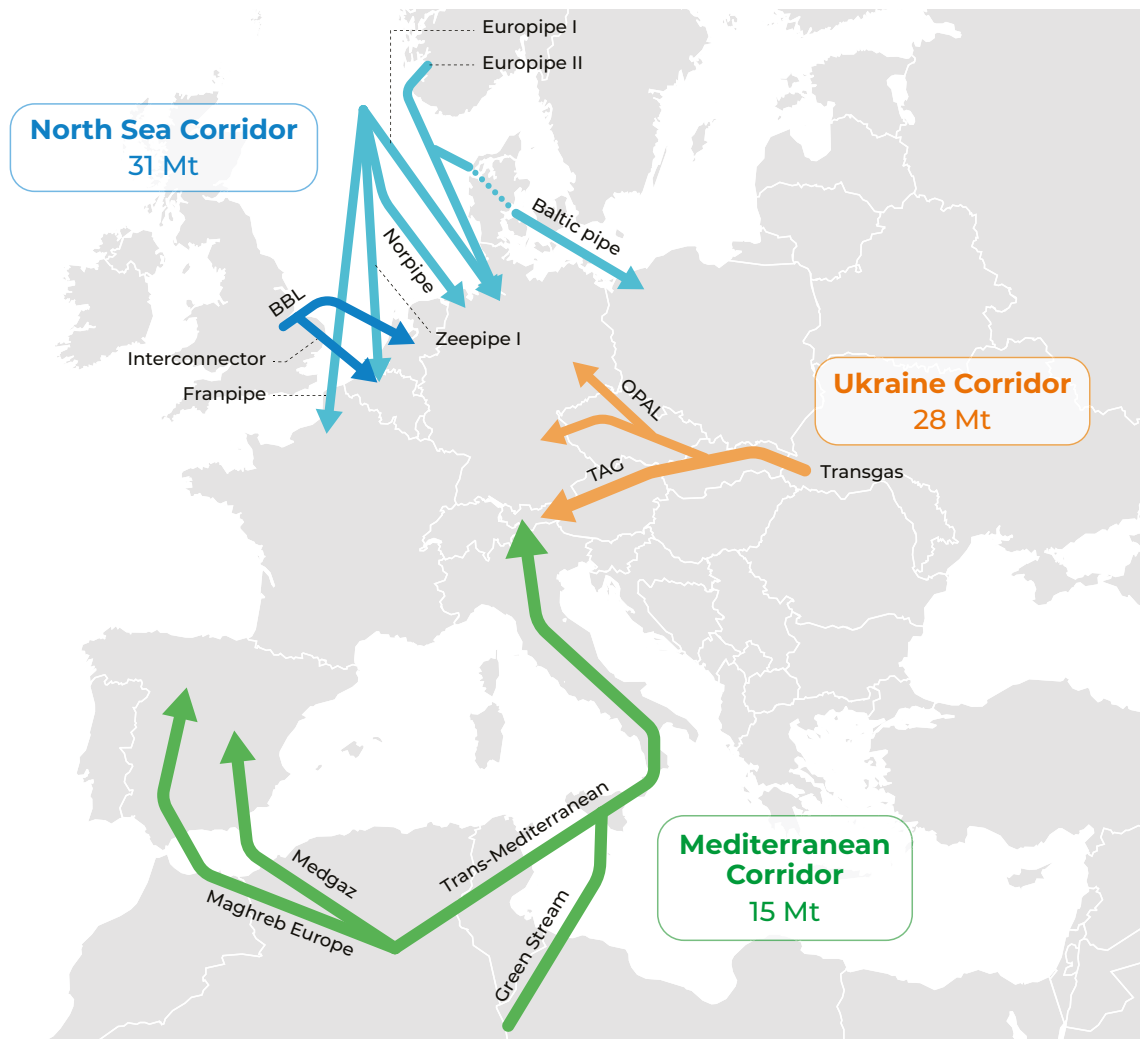 Europipe I
Europipe II
North Sea Corridor
31 Mt
Baltic pipe
Norpipe
BBL
Zeepipe I
Interconnector
Franpipe
Ukraine Corridor
28 Mt
OPAL
TAG
Transgas
Trans-Mediterranean
Mediterranean
Corridor
15 Mt
Medgaz
Maghreb Europe
Green Stream